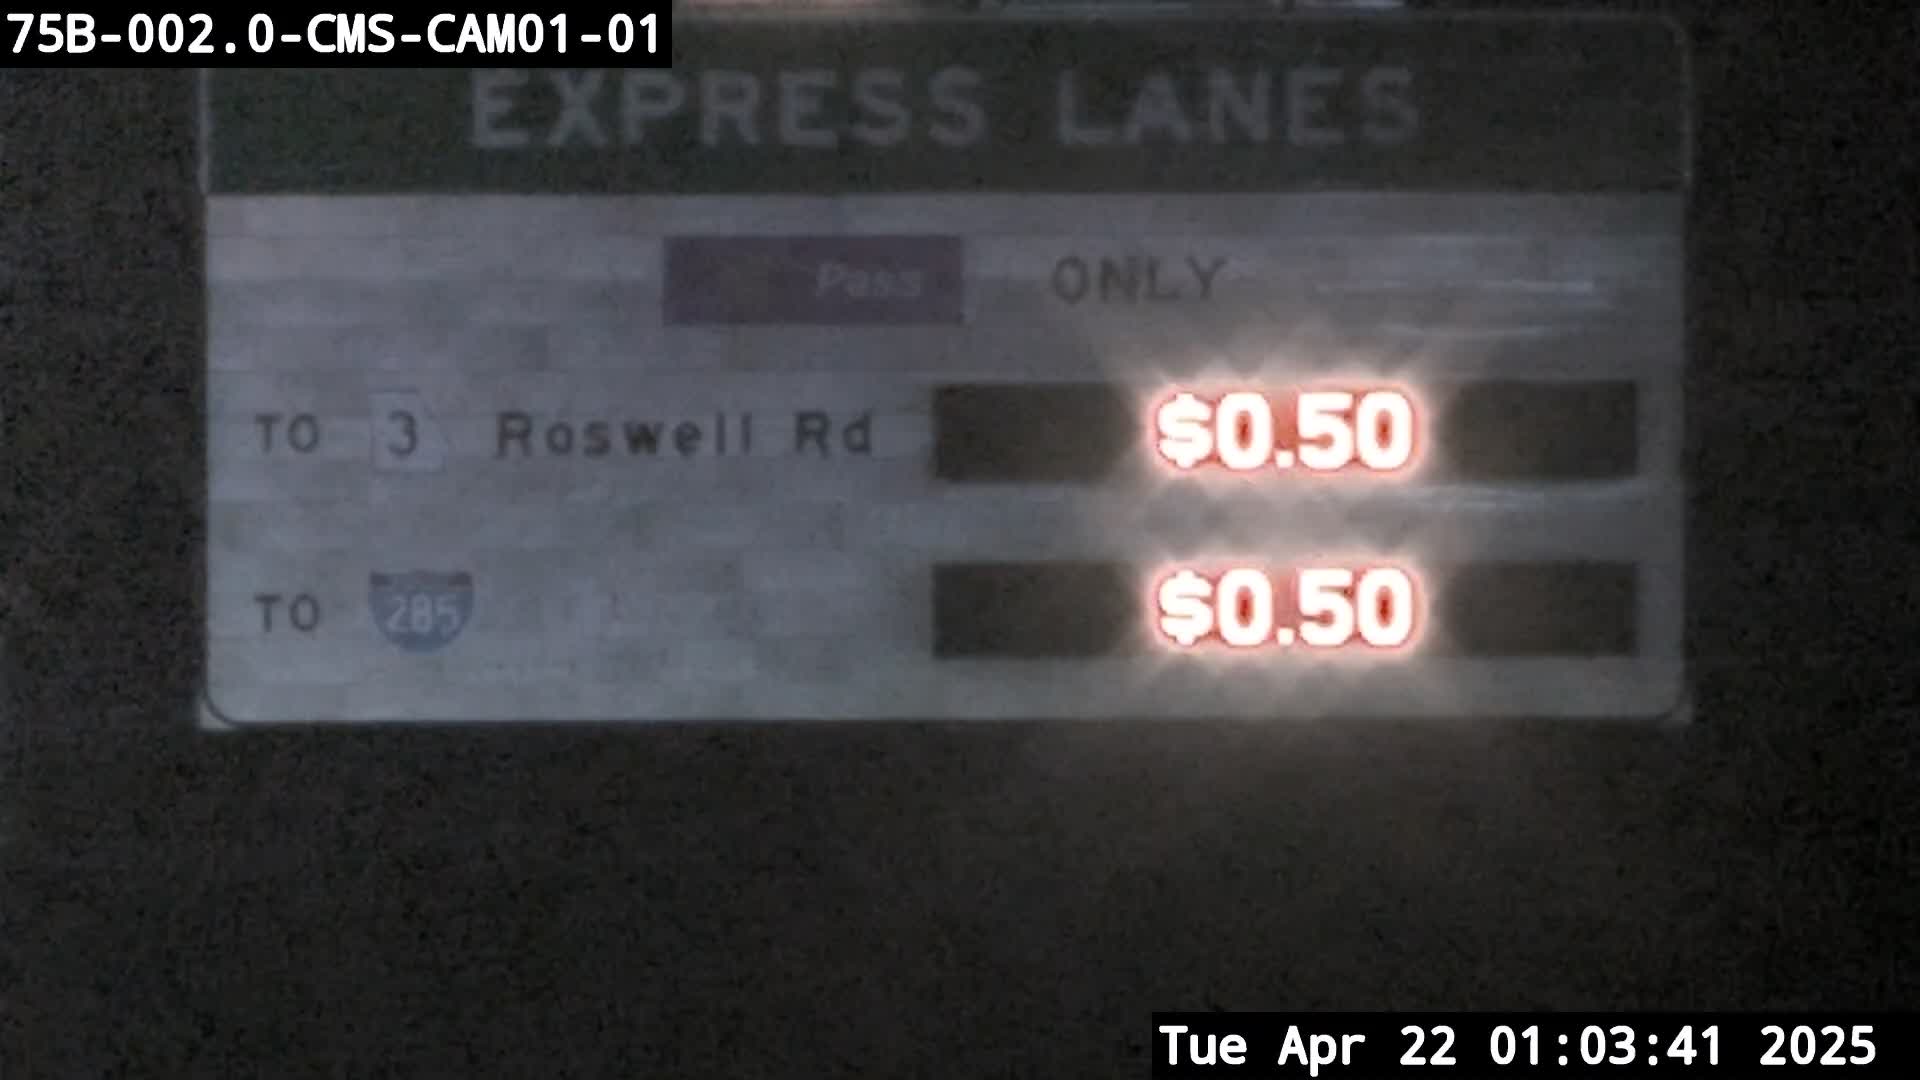 75B-002.0-CMS-CAM01-01
EXPRESS LANES
Pass ONLY
TO 3 Roswell Rd $0.50
TO 285 $0.50
Tue Apr 22 01:03:41 2025